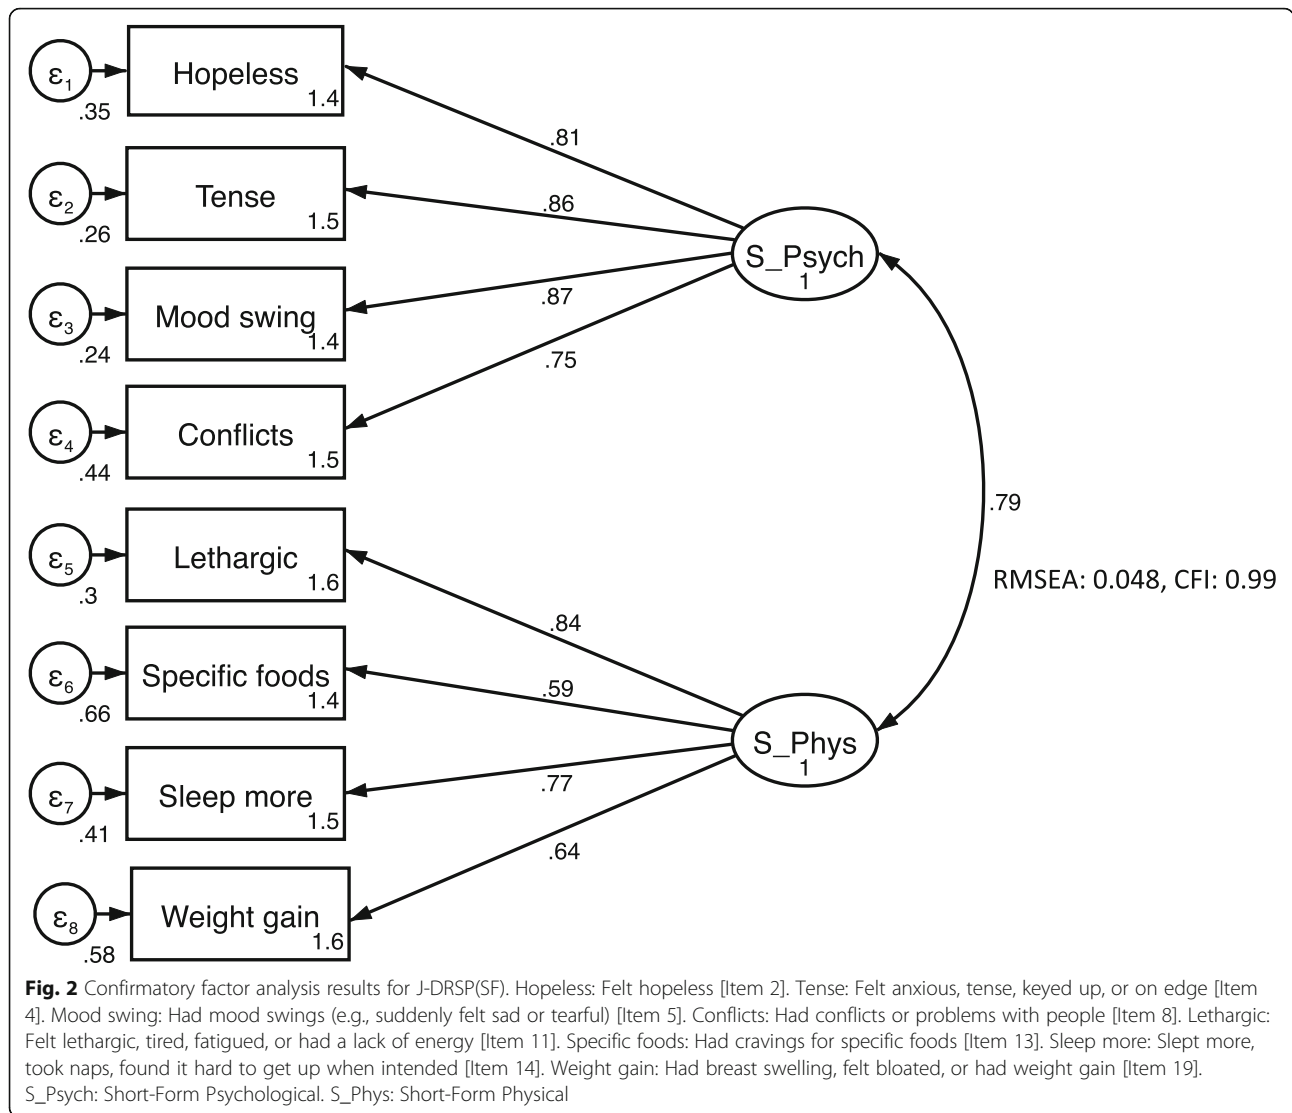 ε1
.35
Hopeless
1.4
.81
ε2
.26
Tense
1.5
.86
S_Psych
1
ε3
.24
Mood swing
1.4
.87
ε4
.44
Conflicts
1.5
.75
.79
RMSEA: 0.048, CFI: 0.99
ε5
.3
Lethargic
1.6
.84
ε6
.66
Specific foods
1.4
.59
S_Phys
1
ε7
.41
Sleep more
1.5
.77
ε8
.58
Weight gain
1.6
.64
Fig. 2 Confirmatory factor analysis results for J-DRSP(SF). Hopeless: Felt hopeless [Item 2]. Tense: Felt anxious, tense, keyed up, or on edge [Item
4]. Mood swing: Had mood swings (e.g., suddenly felt sad or tearful) [Item 5]. Conflicts: Had conflicts or problems with people [Item 8]. Lethargic:
Felt lethargic, tired, fatigued, or had a lack of energy [Item 11]. Specific foods: Had cravings for specific foods [Item 13]. Sleep more: Slept more,
took naps, found it hard to get up when intended [Item 14]. Weight gain: Had breast swelling, felt bloated, or had weight gain [Item 19].
S_Psych: Short-Form Psychological. S_Phys: Short-Form Physical